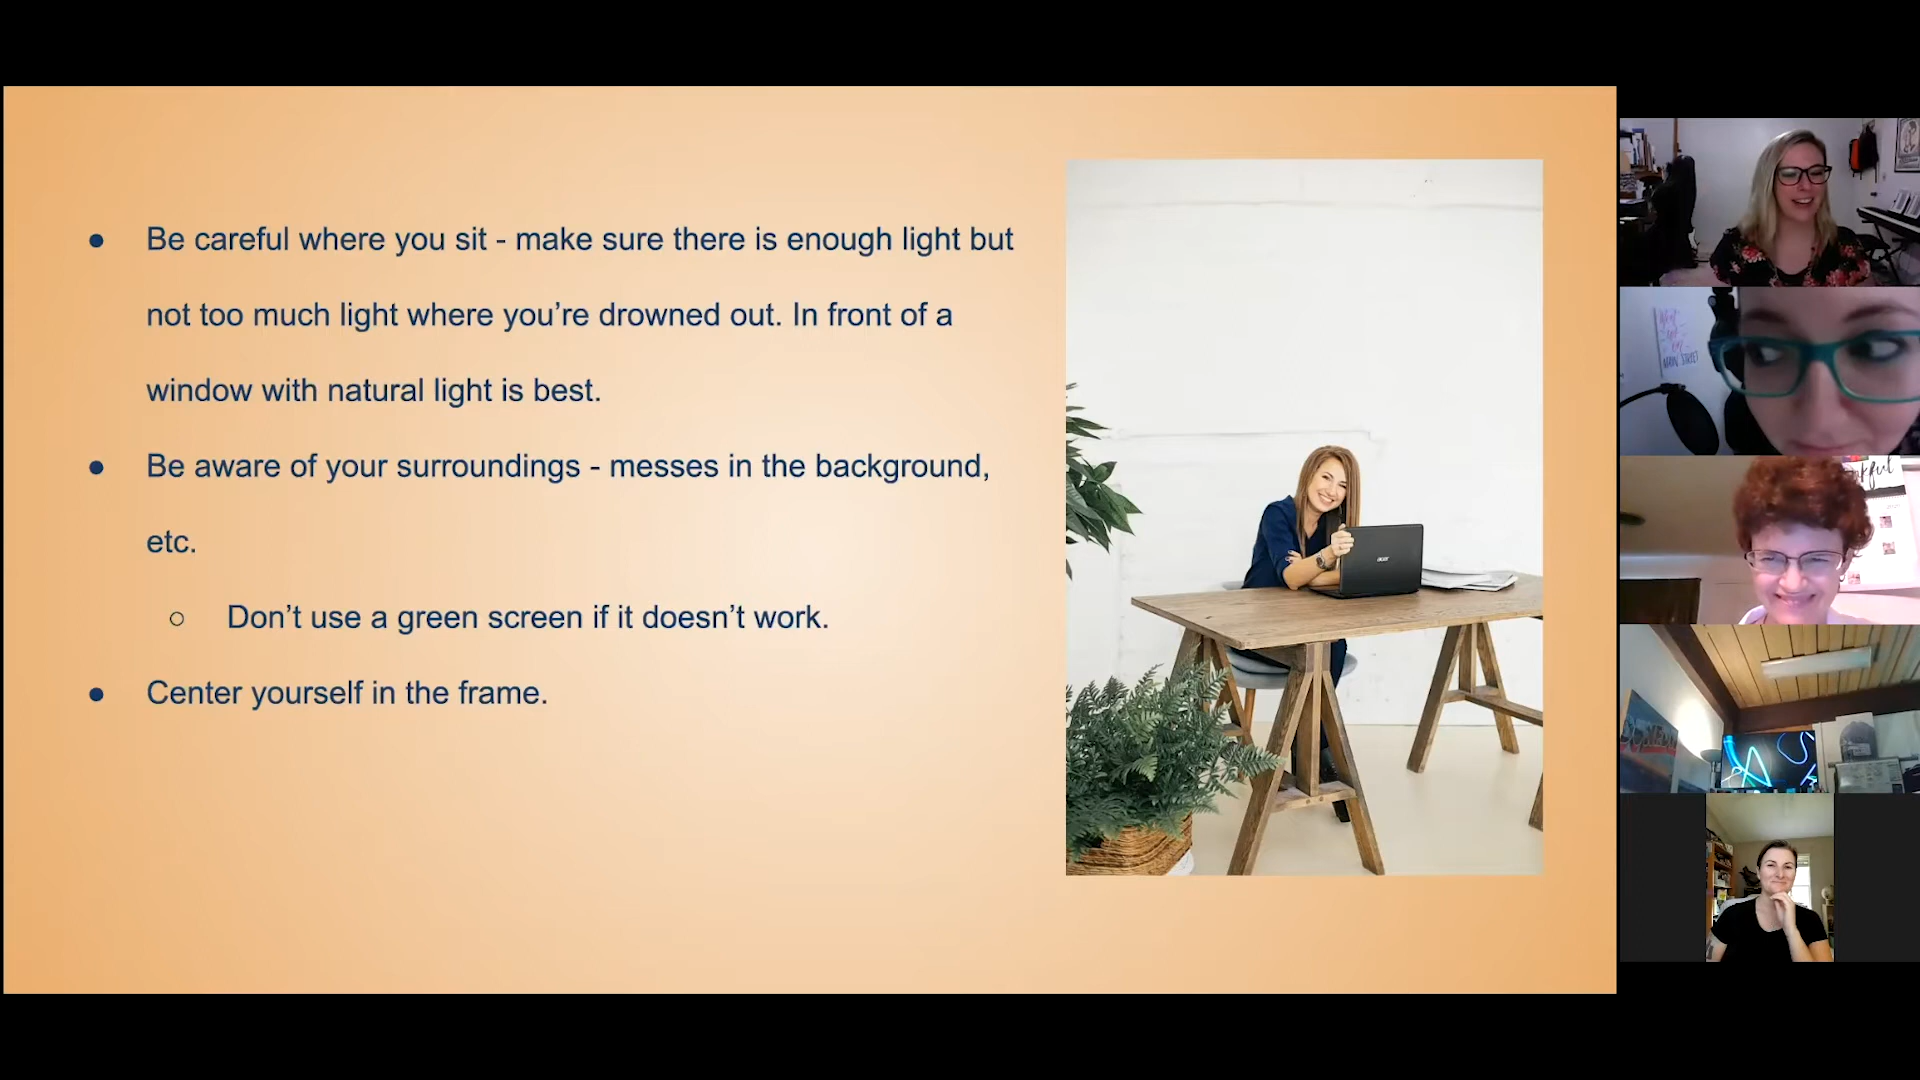 ● Be careful where you sit - make sure there is enough light but
not too much light where you’re drowned out. In front of a
window with natural light is best.
● Be aware of your surroundings - messes in the background,
etc.
○ Don’t use a green screen if it doesn’t work.
● Center yourself in the frame.
acer